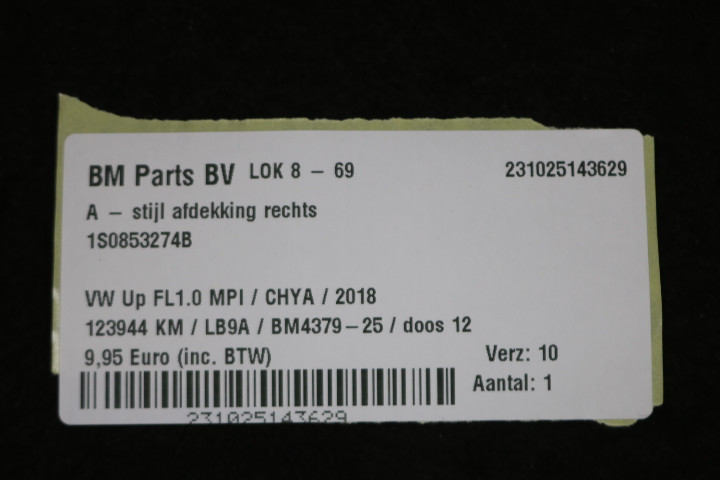 BM Parts BV LOK 8 - 69 231025143629
A - stijl afdekking rechts
1S0853274B
VW Up FL1.0 MPI / CHYA / 2018
123944 KM / LB9A / BM4379-25 / doos 12
9,95 Euro (inc. BTW) Verz: 10
Aantal: 1
231025143629